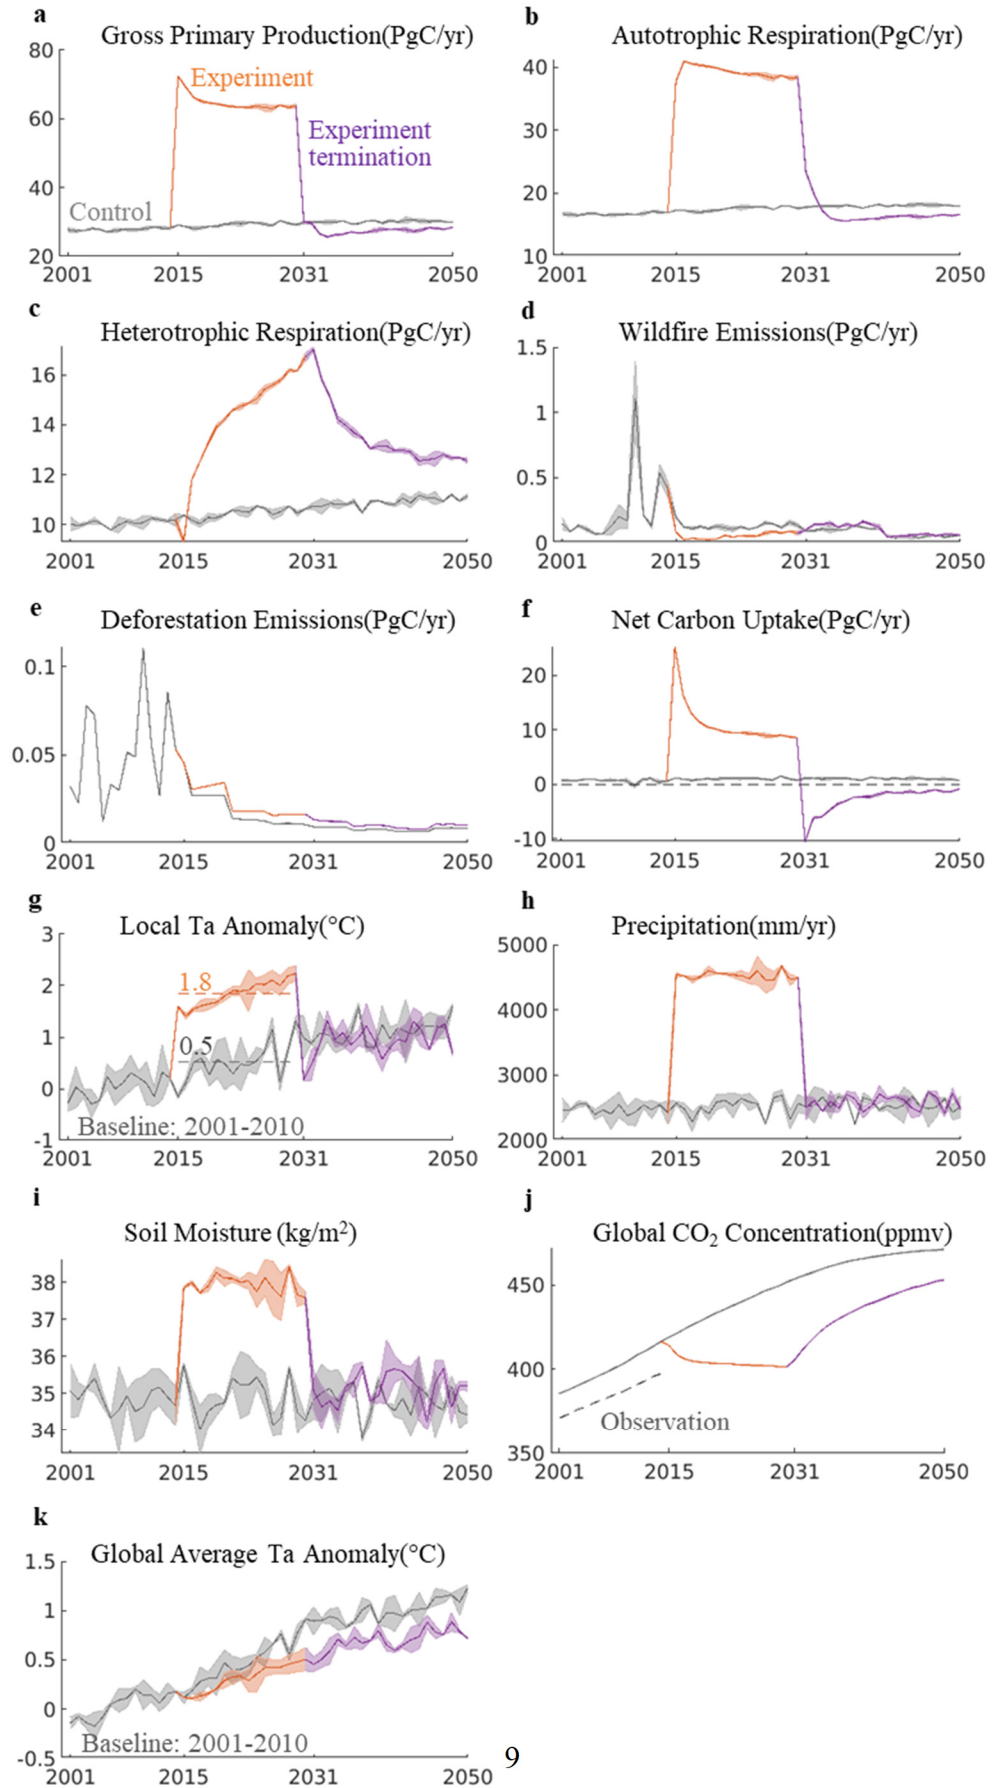 a
Gross Primary Production(PgC/yr)
80
60
40
20
Experiment
Experiment
termination
Control
2001 2015 2031 2050
b
Autotrophic Respiration(PgC/yr)
40
30
20
10
2001 2015 2031 2050
c
Heterotrophic Respiration(PgC/yr)
16
14
12
10
2001 2015 2031 2050
d
Wildfire Emissions(PgC/yr)
1.5
1
0.5
0
2001 2015 2031 2050
e
Deforestation Emissions(PgC/yr)
0.1
0.05
0
2001 2015 2031 2050
f
Net Carbon Uptake(PgC/yr)
20
10
0
-10
2001 2015 2031 2050
g
Local Ta Anomaly(°C)
3
2
1
0
-1
1.8
0.5
Baseline: 2001-2010
2001 2015 2031 2050
h
Precipitation(mm/yr)
5000
4000
3000
2000
2001 2015 2031 2050
i
Soil Moisture (kg/m²)
38
37
36
35
34
2001 2015 2031 2050
j
Global CO₂ Concentration(ppmv)
450
400
350
Observation
2001 2015 2031 2050
k
Global Average Ta Anomaly(°C)
1.5
1
0.5
0
-0.5
Baseline: 2001-2010
2001 2015 2031 2050
9